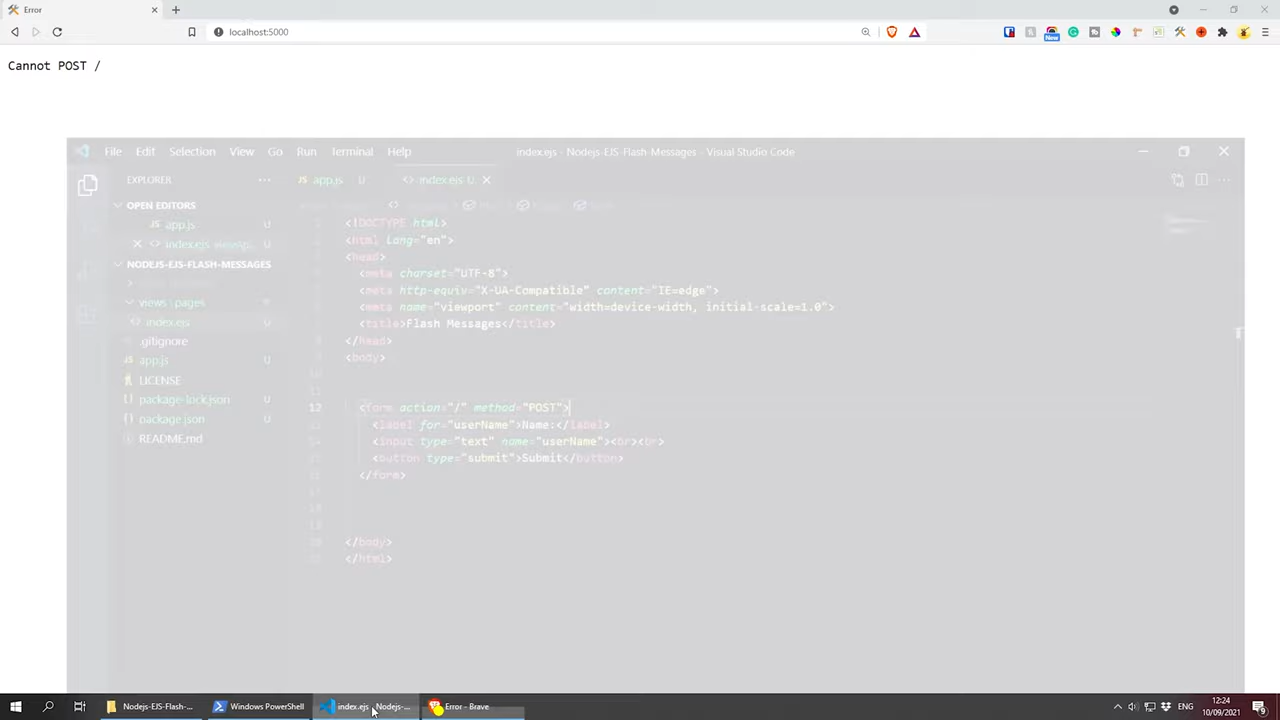 Error
localhost:5000
New
Cannot POST /
File Edit Selection View Go Run Terminal Help
index.ejs - Nodejs-EJS-Flash-Messages - Visual Studio Code
EXPLORER
OPEN EDITORS
app.js U
index.ejs U
NODEJS-EJS-FLASH-MESSAGES
views \ pages
index.ejs U
.gitignore
app.js U
LICENSE U
package-lock.json U
package.json U
README.md
app.js U
index.ejs U
<!DOCTYPE html>
<html lang="en">
<head>
<meta charset="UTF-8">
<meta http-equiv="X-UA-Compatible" content="IE=edge">
<meta name="viewport" content="width=device-width, initial-scale=1.0">
<title>Flash Messages</title>
</head>
<body>
12 <form action="/" method="POST">
<label for="userName">Name:</label>
<input type="text" name="userName"><br><br>
<button type="submit">Submit</button>
</form>
</body>
</html>
Nodejs-EJS-Flash-...
Windows PowerShell
index.ejs - Nodejs-...
Error - Brave
ENG
12:24
10/09/2021